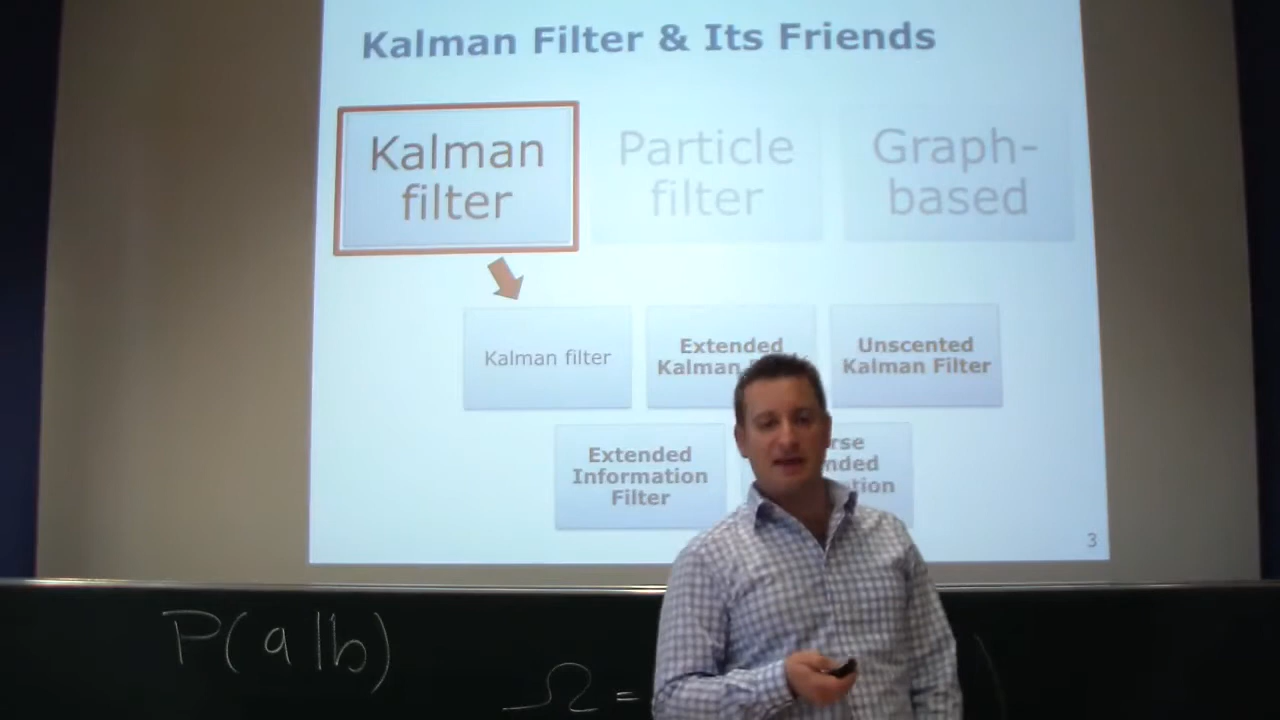 Kalman Filter & Its Friends
Kalman
filter
Particle
filter
Graph-
based
Kalman filter
Extended
Kalman
Unscented
Kalman Filter
Extended
Information
Filter
3
P(a|b)
Ω =